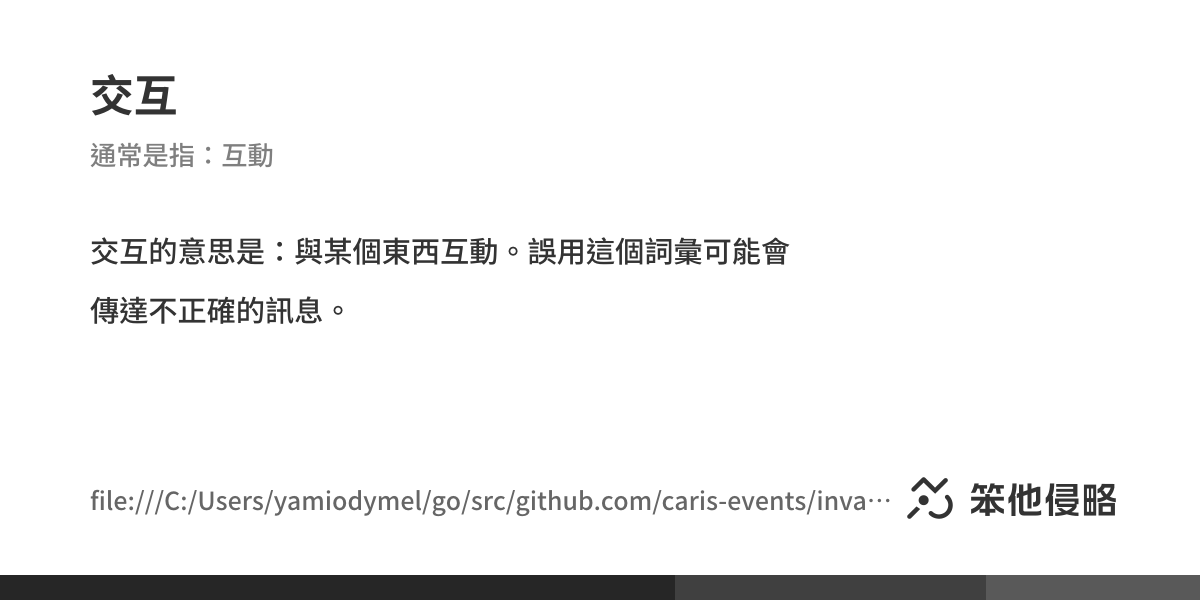 交互
通常是指：互動
交互的意思是：與某個東西互動。誤用這個詞彙可能會
傳達不正確的訊息。
file:///C:/Users/yamiodymel/go/src/github.com/caris-events/inva⋯
笨他侵略